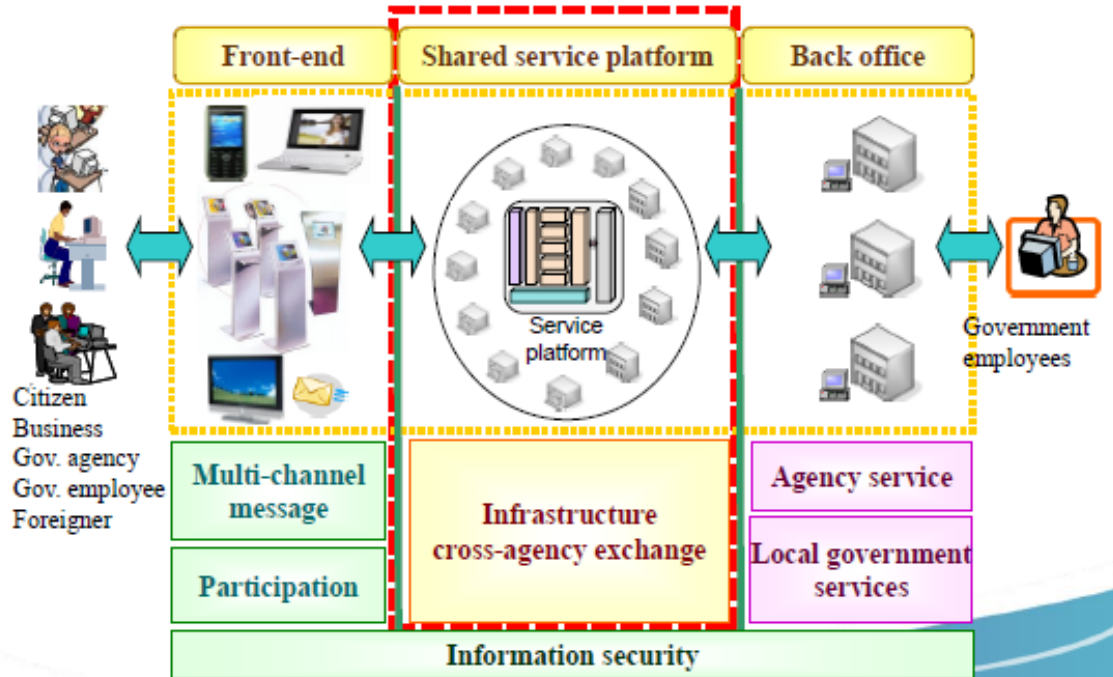 Front-end
Shared service platform
Back office
Service
platform
Citizen
Business
Gov. agency
Gov. employee
Foreigner
Government
employees
Multi-channel
message
Participation
Infrastructure
cross-agency exchange
Agency service
Local government
services
Information security